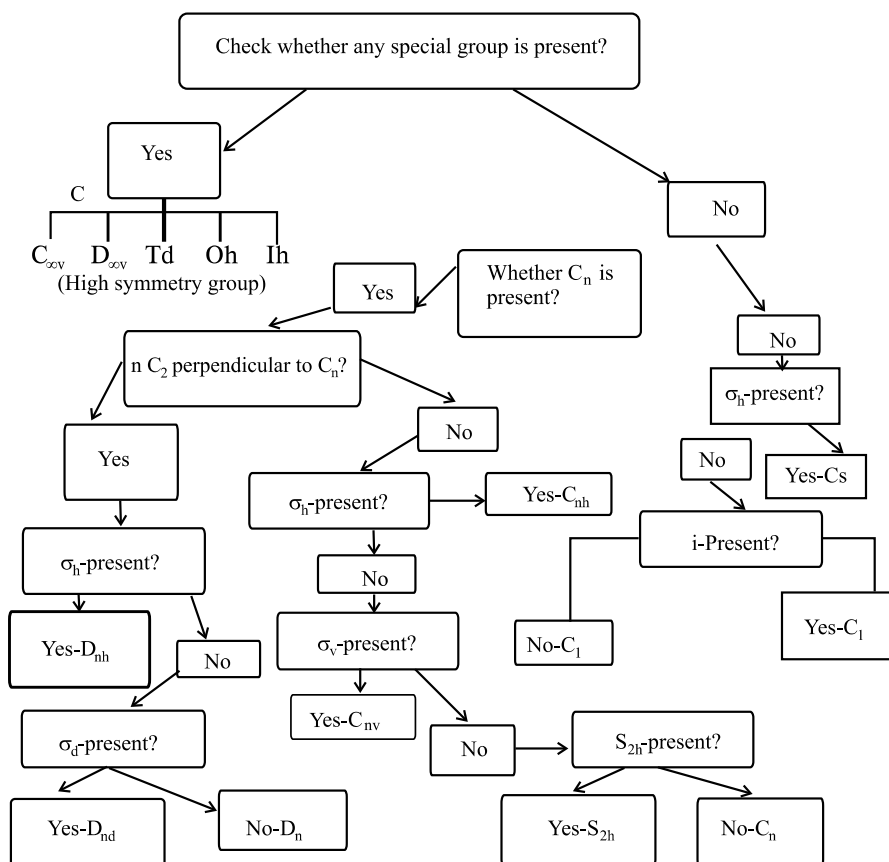 Check whether any special group is present?
Yes
No
C
C∞v D∞v Td Oh Ih
(High symmetry group)
Whether Cn is
present?
Yes
No
n C2 perpendicular to Cn?
σh-present?
No
Yes
No
Yes-Cs
σh-present?
Yes-Cnh
i-Present?
σh-present?
No
Yes-Dnh
No
σv-present?
No-C1
Yes-C1
Yes-Cnv
σd-present?
No
S2h-present?
Yes-Dnd
No-Dn
Yes-S2h
No-Cn